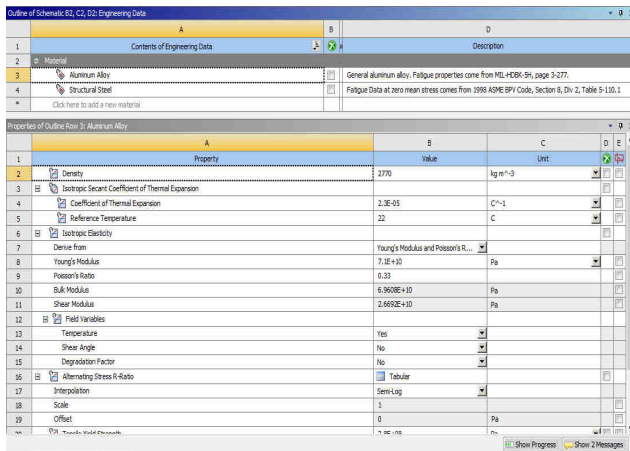 Outline of Schematic B2, C2, D2: Engineering Data
A B D
1 Contents of Engineering Data Description
2 Material
3 Aluminum Alloy General aluminum alloy. Fatigue properties come from MIL-HDBK-5H, page 3-277.
4 Structural Steel Fatigue Data at zero mean stress comes from 1998 ASME BPV Code, Section 8, Div 2, Table 5-110.1
* Click here to add a new material
Properties of Outline Row 3: Aluminum Alloy
A B C D E
1 Property Value Unit
2 Density 2770 kg m^-3
3 Isotropic Secant Coefficient of Thermal Expansion
4 Coefficient of Thermal Expansion 2.3E-05 C^-1
5 Reference Temperature 22 C
6 Isotropic Elasticity
7 Derive from Young's Modulus and Poisson's R...
8 Young's Modulus 7.1E+10 Pa
9 Poisson's Ratio 0.33
10 Bulk Modulus 6.9608E+10 Pa
11 Shear Modulus 2.6692E+10 Pa
12 Field Variables
13 Temperature Yes
14 Shear Angle No
15 Degradation Factor No
16 Alternating Stress R-Ratio Tabular
17 Interpolation Semi-Log
18 Scale 1
19 Offset 0 Pa
20 Tensile Yield Strength 2.8E+08 Pa
Show Progress Show 2 Messages